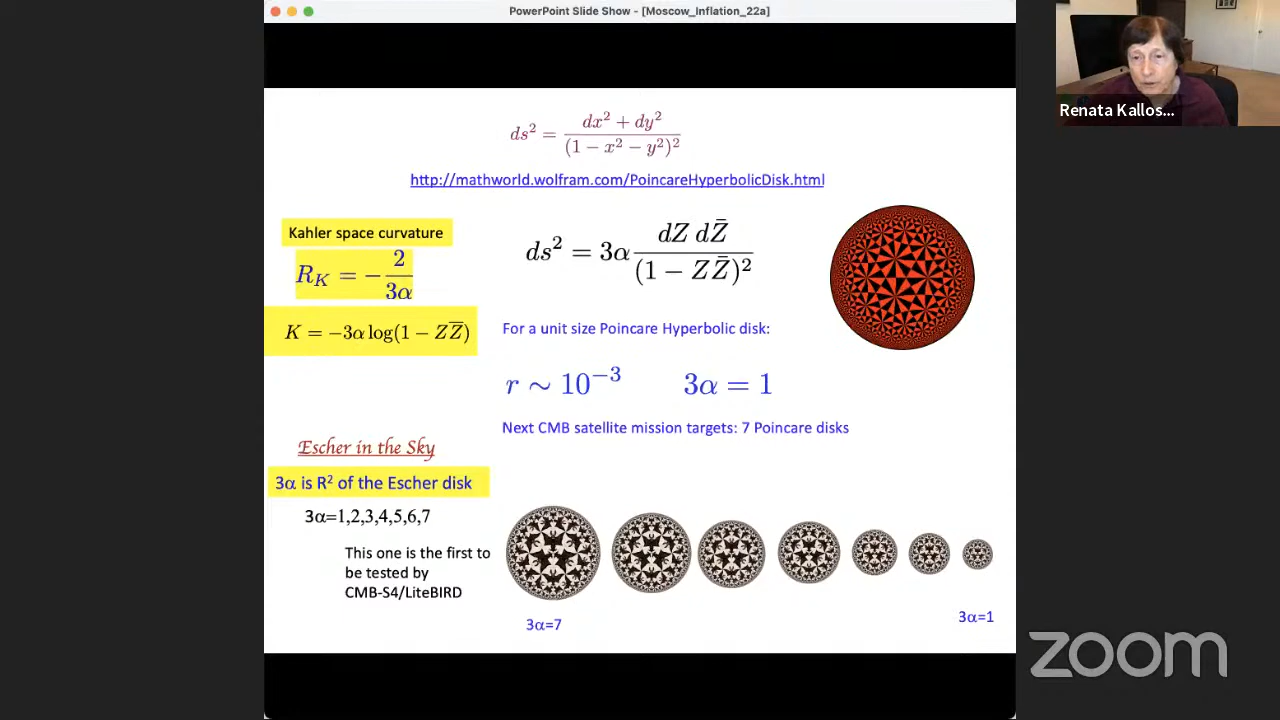 PowerPoint Slide Show - [Moscow_Inflation_22a]
Renata Kallos...
ds² = dx² + dy² / (1 − x² − y²)²
http://mathworld.wolfram.com/PoincareHyperbolicDisk.html
Kahler space curvature
R_K = − 2 / 3α
ds² = 3α dZ dZ̄ / (1 − ZZ̄)²
K = −3α log(1 − ZZ̄)
For a unit size Poincare Hyperbolic disk:
r ∼ 10⁻³ 3α = 1
Next CMB satellite mission targets: 7 Poincare disks
Escher in the Sky
3α is R² of the Escher disk
3α=1,2,3,4,5,6,7
This one is the first to
be tested by
CMB-S4/LiteBIRD
3α=7
3α=1
zoom